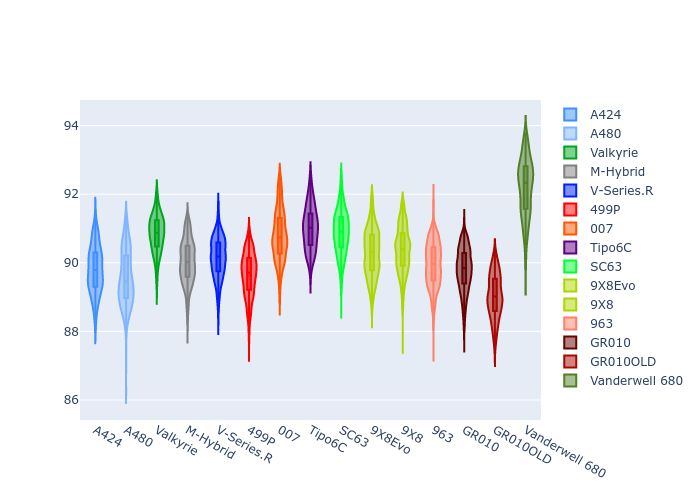 94
92
90
88
86
A424
A480
Valkyrie
M-Hybrid
V-Series.R
499P
007
Tipo6C
SC63
9X8Evo
9X8
963
GR010
GR010OLD
Vanderwell 680
A424
A480
Valkyrie
M-Hybrid
V-Series.R
499P
007
Tipo6C
SC63
9X8Evo
9X8
963
GR010
GR010OLD
Vanderwell 680